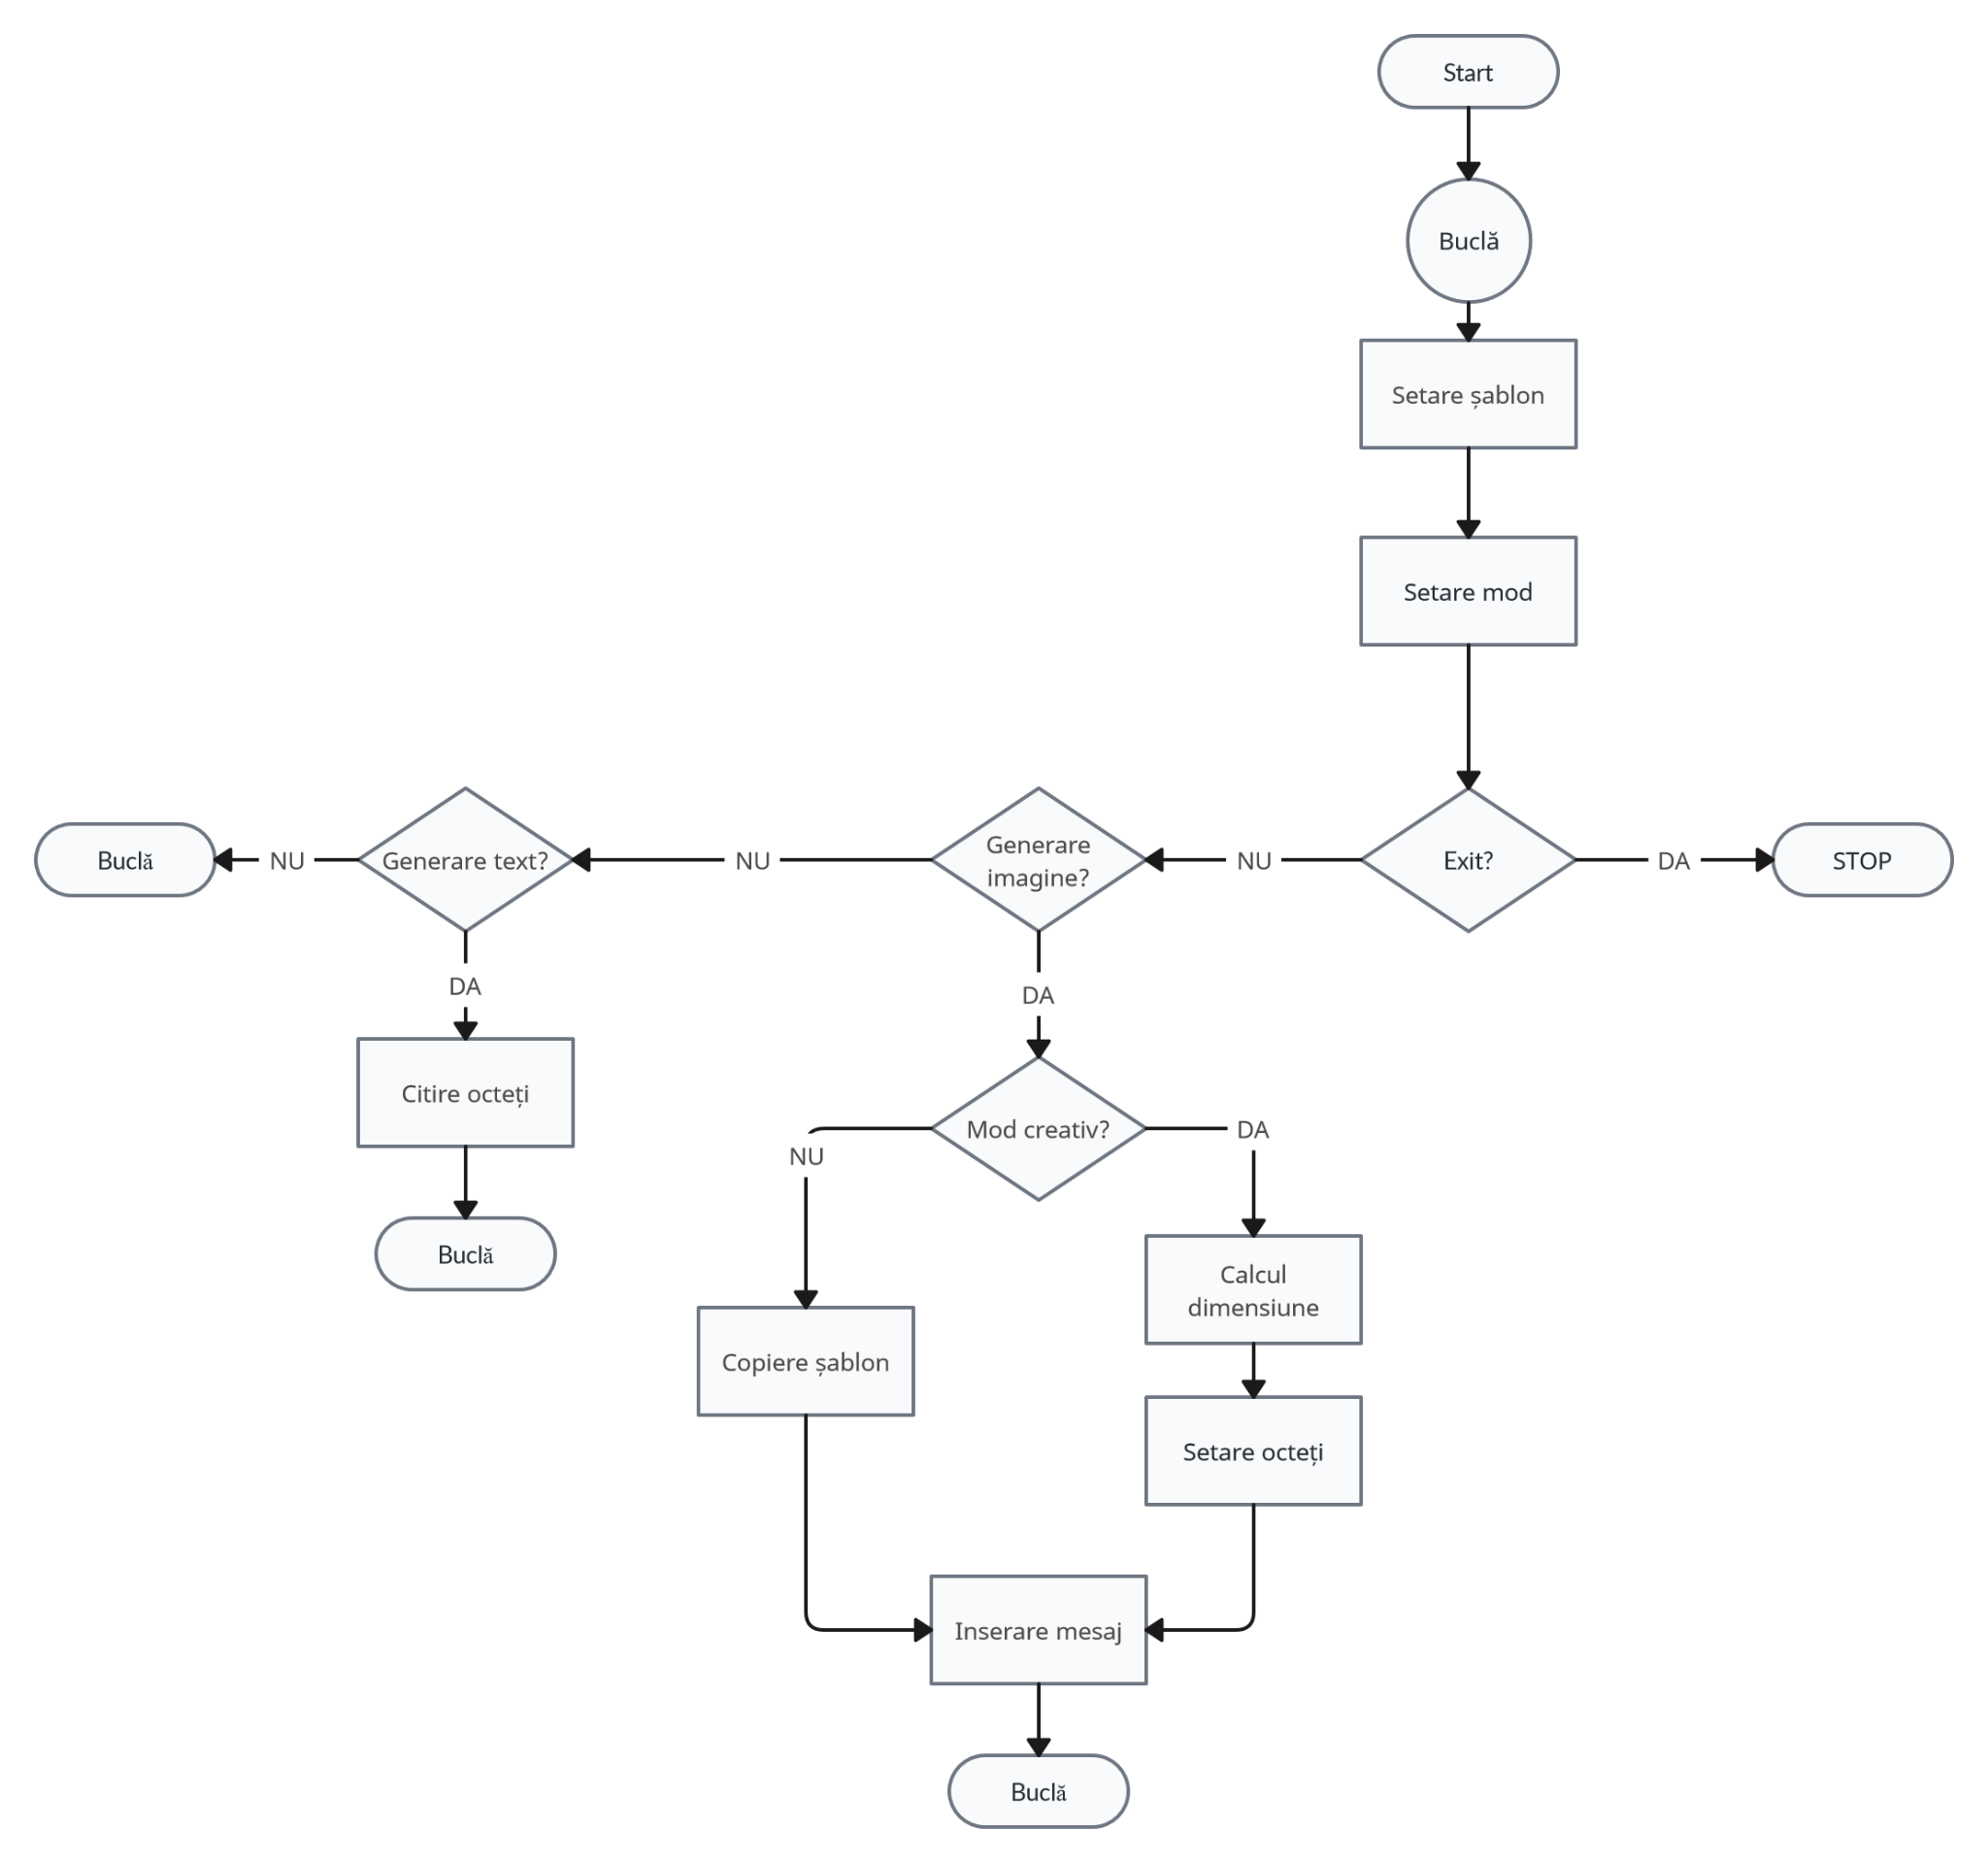 Start
Buclă
Setare șablon
Setare mod
Buclă
NU
Generare text?
NU
Generare
imagine?
NU
Exit?
DA
STOP
DA
DA
Citire octeți
Mod creativ?
NU
DA
Buclă
Calcul
dimensiune
Copiere șablon
Setare octeți
Inserare mesaj
Buclă